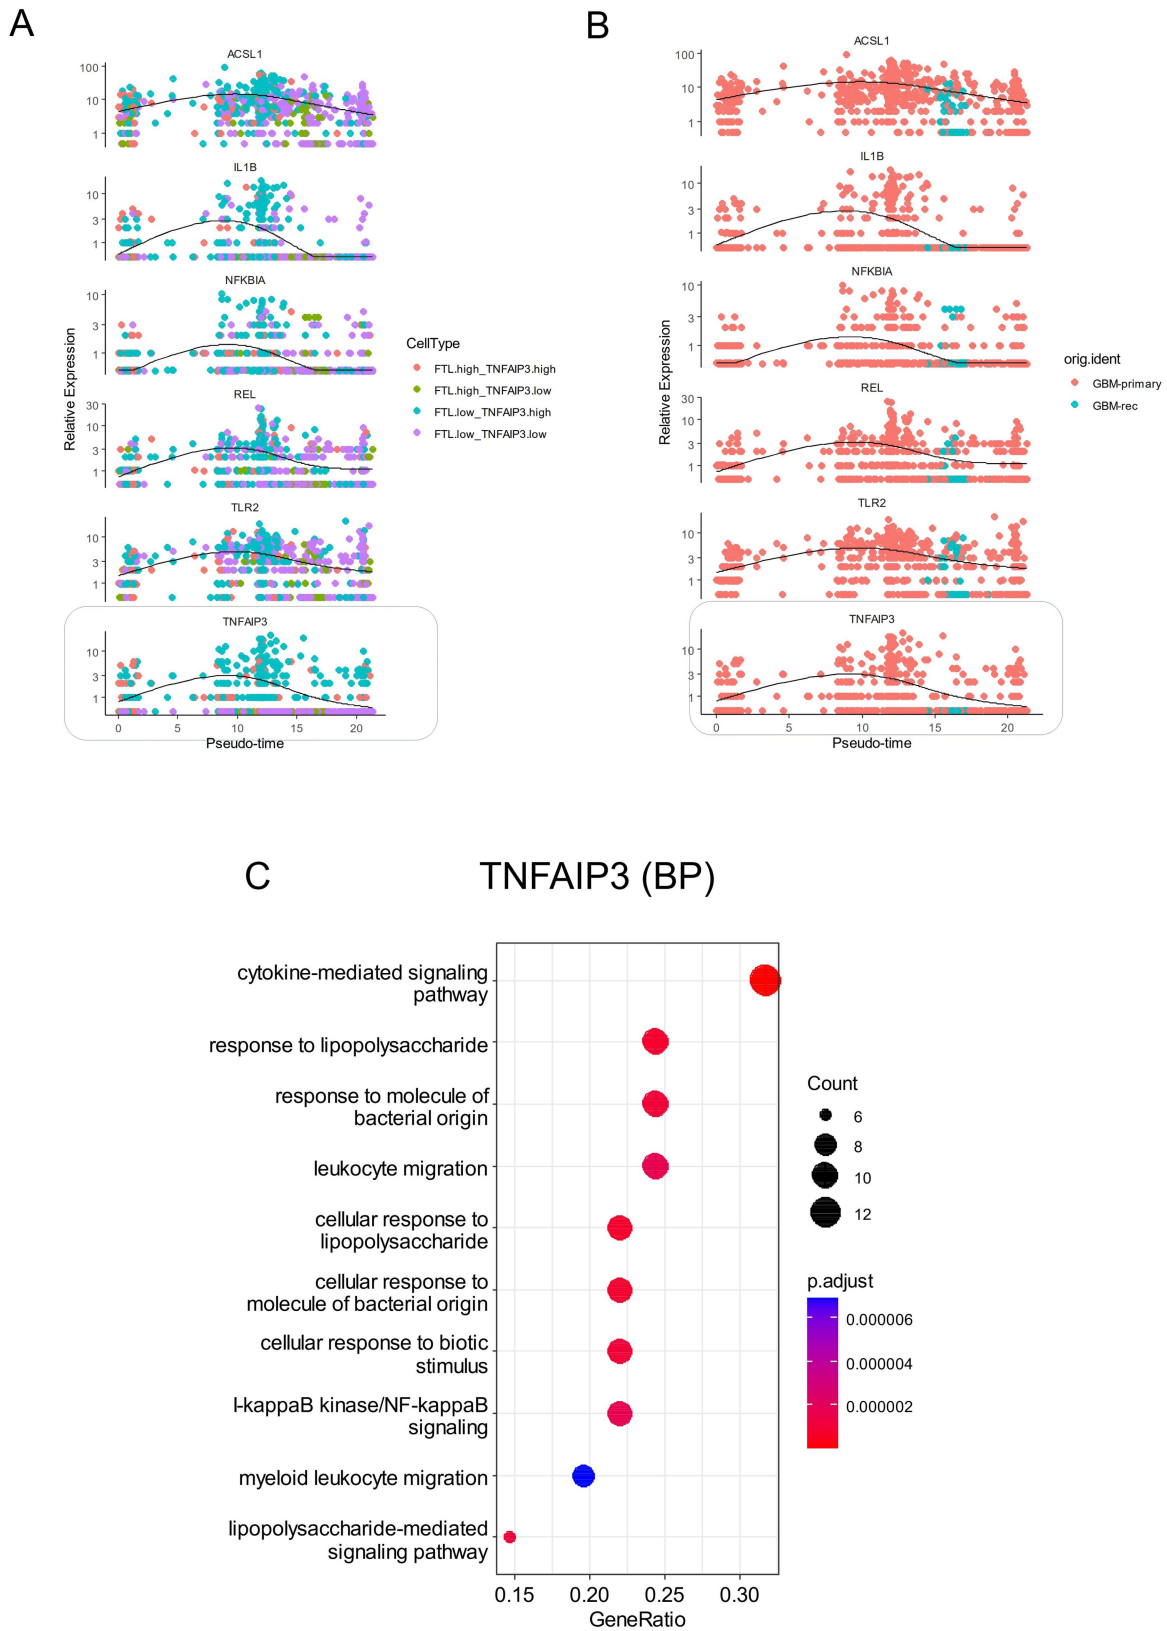 A
ACSL1
100
10
1
IL1B
10
3
1
NFKBIA
10
3
1
REL
30
10
3
1
TLR2
10
3
1
TNFAIP3
10
3
1
0 5 10 15 20
Pseudo-time
Relative Expression
CellType
FTL.high_TNFAIP3.high
FTL.high_TNFAIP3.low
FTL.low_TNFAIP3.high
FTL.low_TNFAIP3.low
B
ACSL1
100
10
1
IL1B
10
3
1
NFKBIA
10
3
1
REL
30
10
3
1
TLR2
10
3
1
TNFAIP3
10
3
1
0 5 10 15 20
Pseudo-time
Relative Expression
orig.ident
GBM-primary
GBM-rec
C TNFAIP3 (BP)
cytokine-mediated signaling
pathway
response to lipopolysaccharide
response to molecule of
bacterial origin
leukocyte migration
cellular response to
lipopolysaccharide
cellular response to
molecule of bacterial origin
cellular response to biotic
stimulus
I-kappaB kinase/NF-kappaB
signaling
myeloid leukocyte migration
lipopolysaccharide-mediated
signaling pathway
0.15 0.20 0.25 0.30
GeneRatio
Count
6
8
10
12
p.adjust
0.000006
0.000004
0.000002